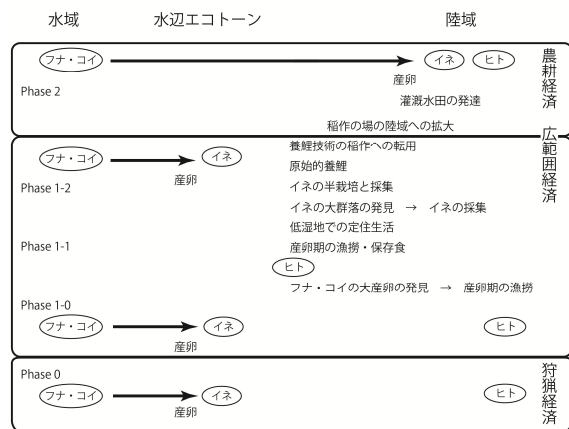 水域 水辺エコトーン 陸域
フナ・コイ イネ ヒト
産卵
Phase 2
灌漑水田の発達
農耕経済
稲作の場の陸域への拡大
広範囲経済
養鯉技術の稲作への転用
フナ・コイ イネ
産卵
原始的養鯉
Phase 1-2
イネの半栽培と採集
イネの大群落の発見 → イネの採集
低湿地での定住生活
Phase 1-1
産卵期の漁撈・保存食
ヒト
フナ・コイの大産卵の発見 → 産卵期の漁撈
Phase 1-0
フナ・コイ イネ ヒト
産卵
Phase 0
フナ・コイ イネ ヒト
産卵
狩猟経済